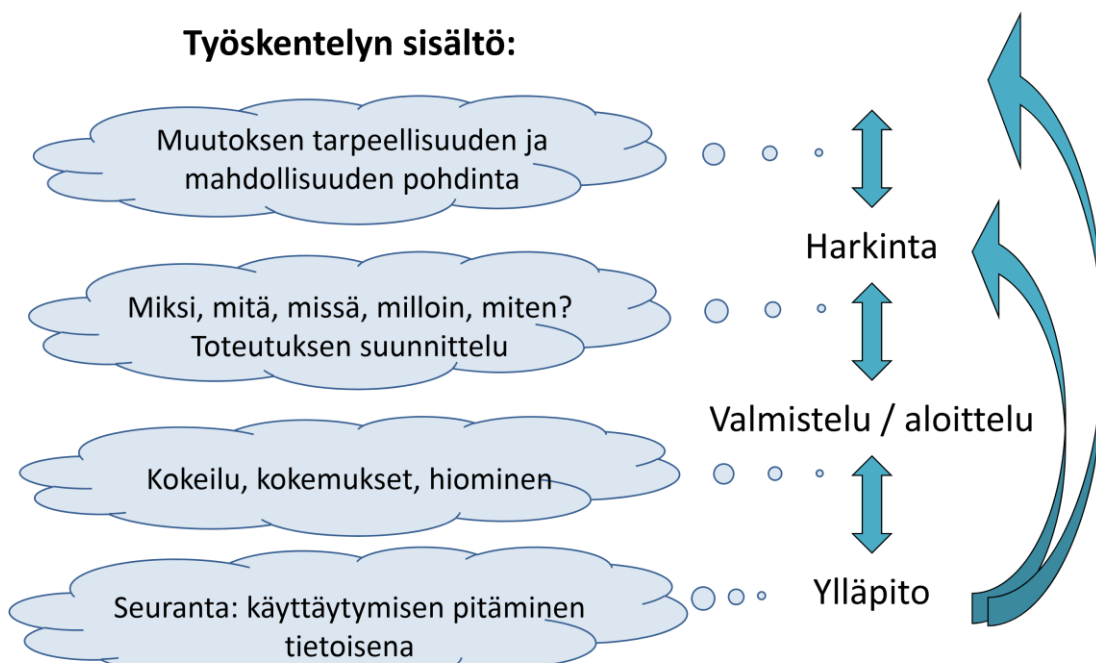 Työskentelyn sisältö:
Muutoksen tarpeellisuuden ja
mahdollisuuden pohdinta
Harkinta
Miksi, mitä, missä, milloin, miten?
Toteutuksen suunnittelu
Valmistelu / aloittelu
Kokeilu, kokemukset, hiominen
Ylläpito
Seuranta: käyttäytymisen pitäminen
tietoisena